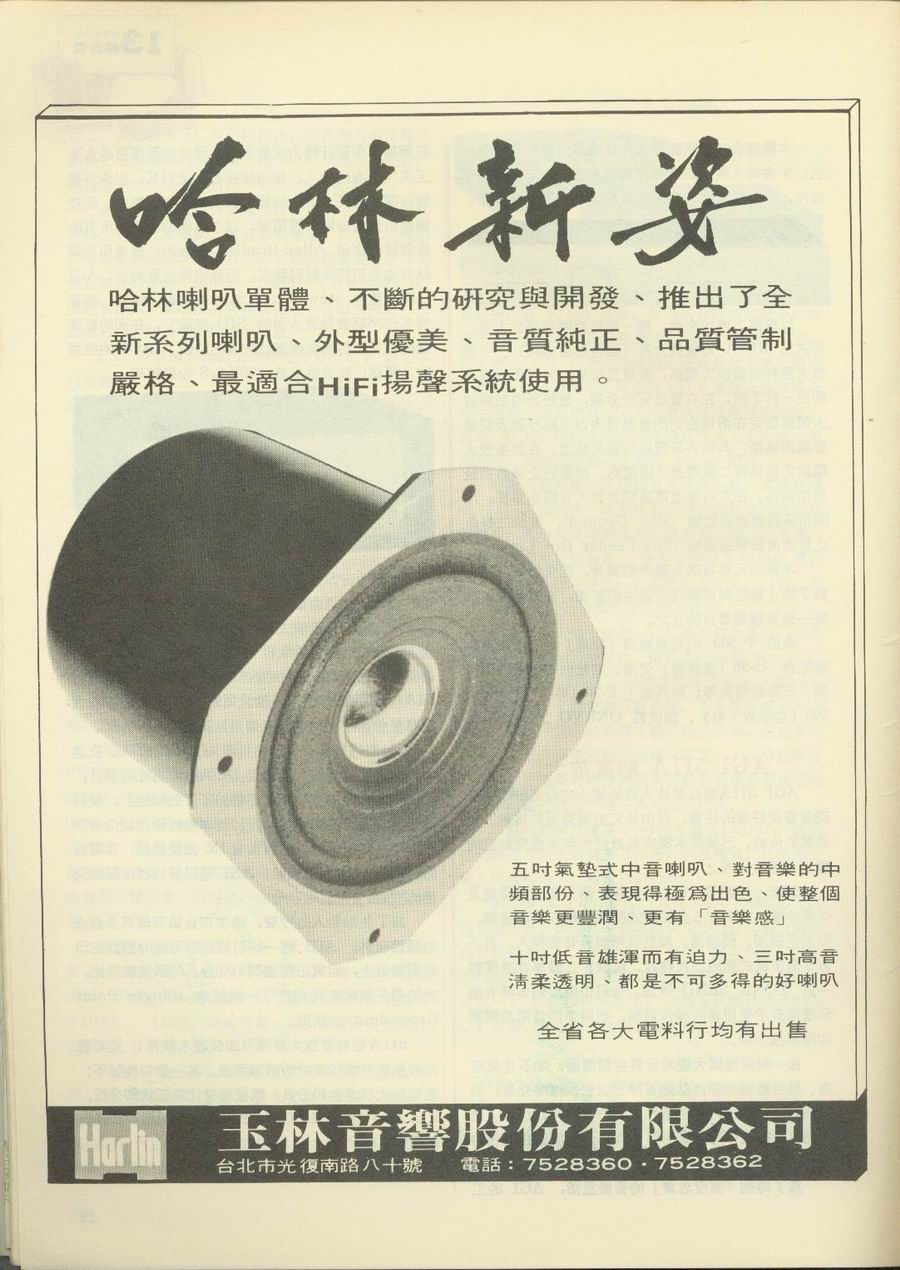 哈林新姿
哈林喇叭單體、不斷的研究與開發、推出了全
新系列喇叭、外型優美、音質純正、品質管制
嚴格、最適合HiFi揚聲系統使用。
五吋氣墊式中音喇叭、對音樂的中
頻部份、表現得極爲出色、使整個
音樂更豐潤、更有「音樂感」
十吋低音雄渾而有迫力、三吋高音
淸柔透明、都是不可多得的好喇叭
全省各大電料行均有出售
Harlin
玉林音響股份有限公司
台北市光復南路八十號 電話：7528360·7528362